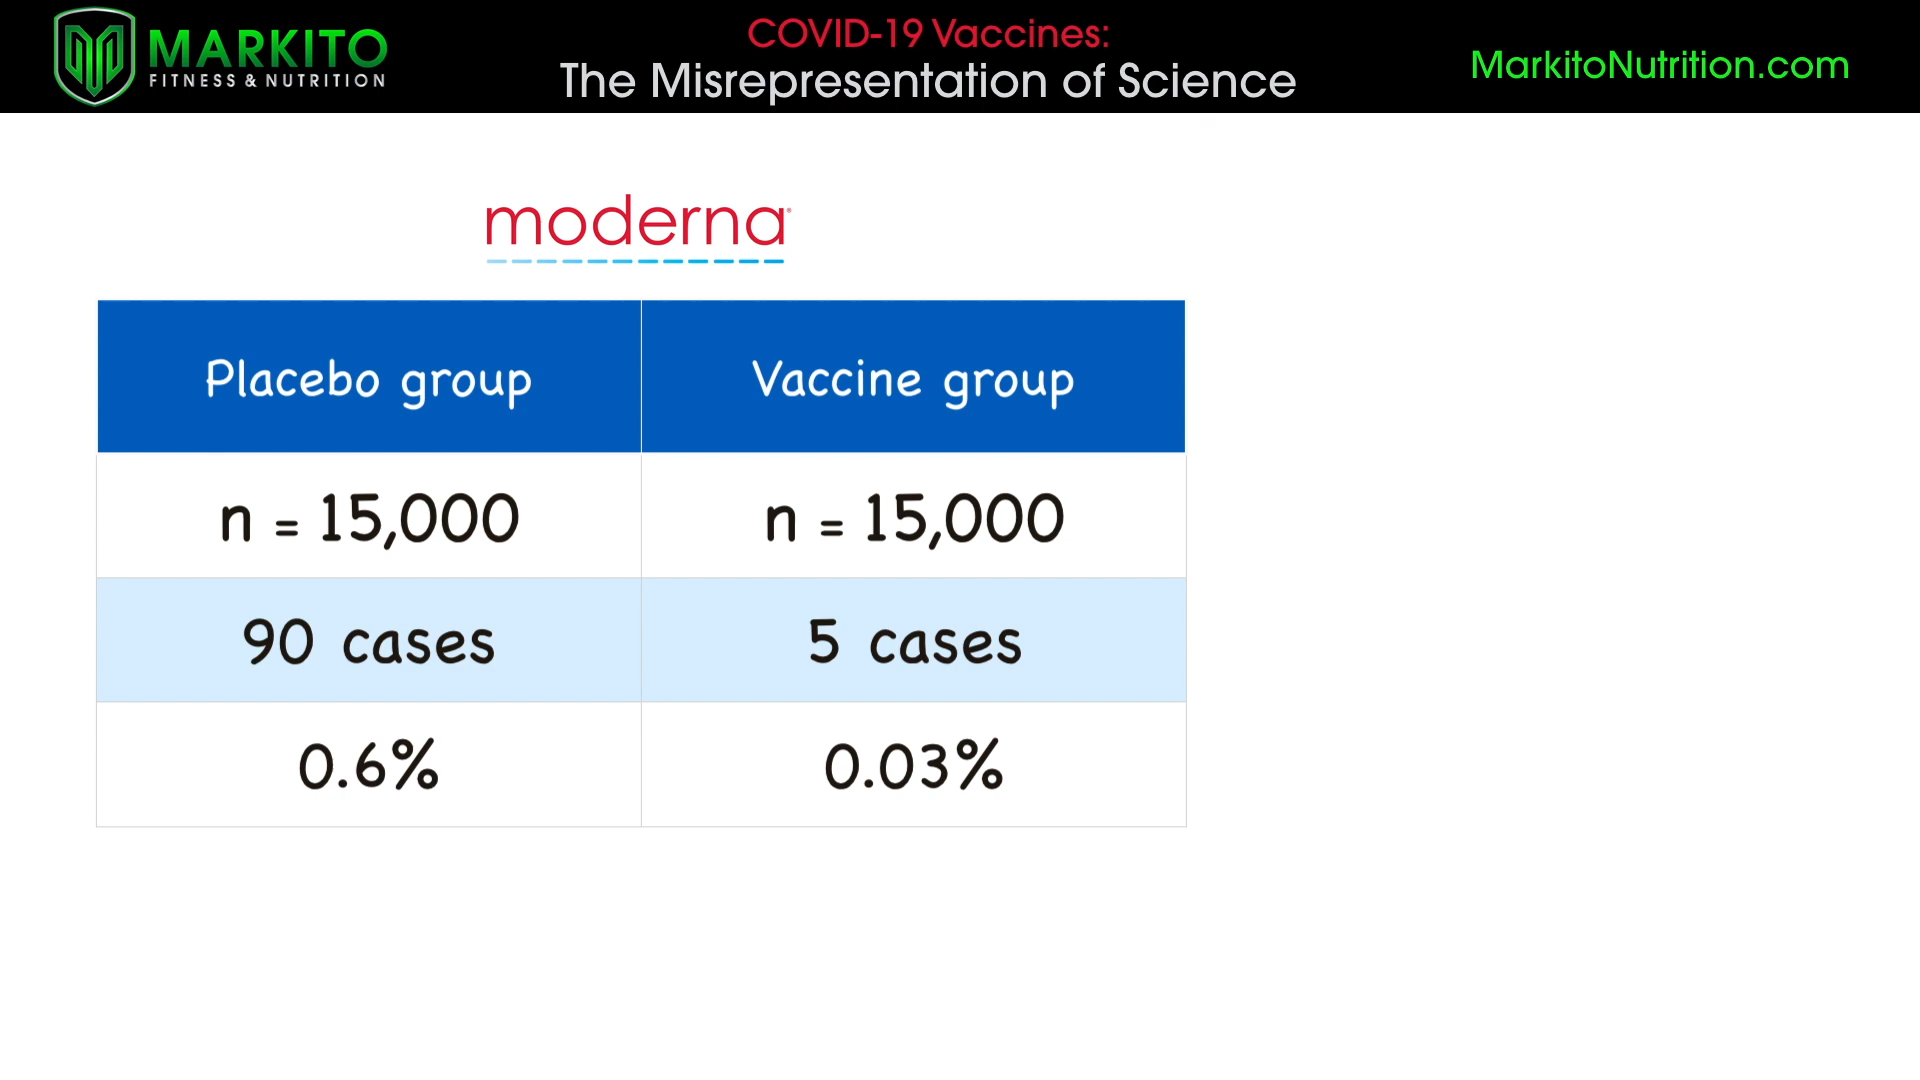 MARKITO
FITNESS & NUTRITION
COVID-19 Vaccines:
The Misrepresentation of Science
MarkitoNutrition.com
moderna
Placebo group
Vaccine group
n = 15,000
n = 15,000
90 cases
5 cases
0.6%
0.03%